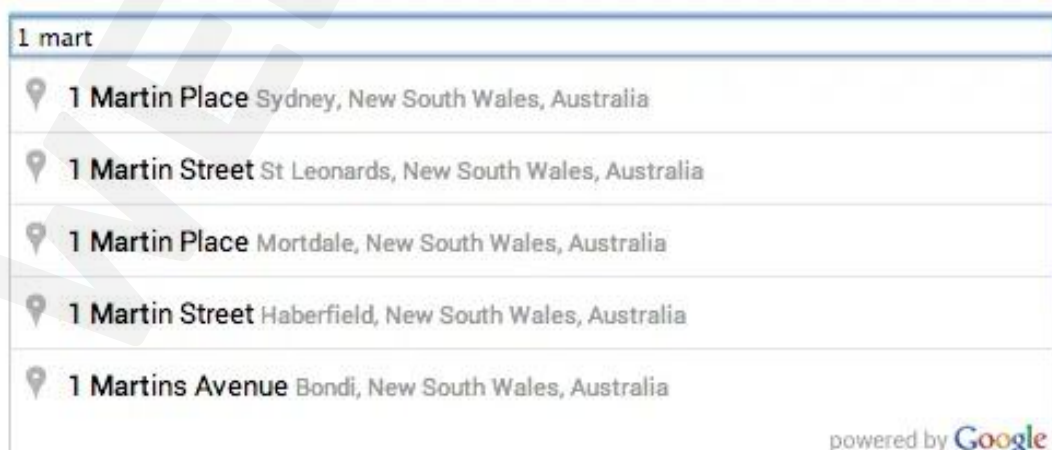 1 mart
1 Martin Place Sydney, New South Wales, Australia
1 Martin Street St Leonards, New South Wales, Australia
1 Martin Place Mortdale, New South Wales, Australia
1 Martin Street Haberfield, New South Wales, Australia
1 Martins Avenue Bondi, New South Wales, Australia
powered by Google